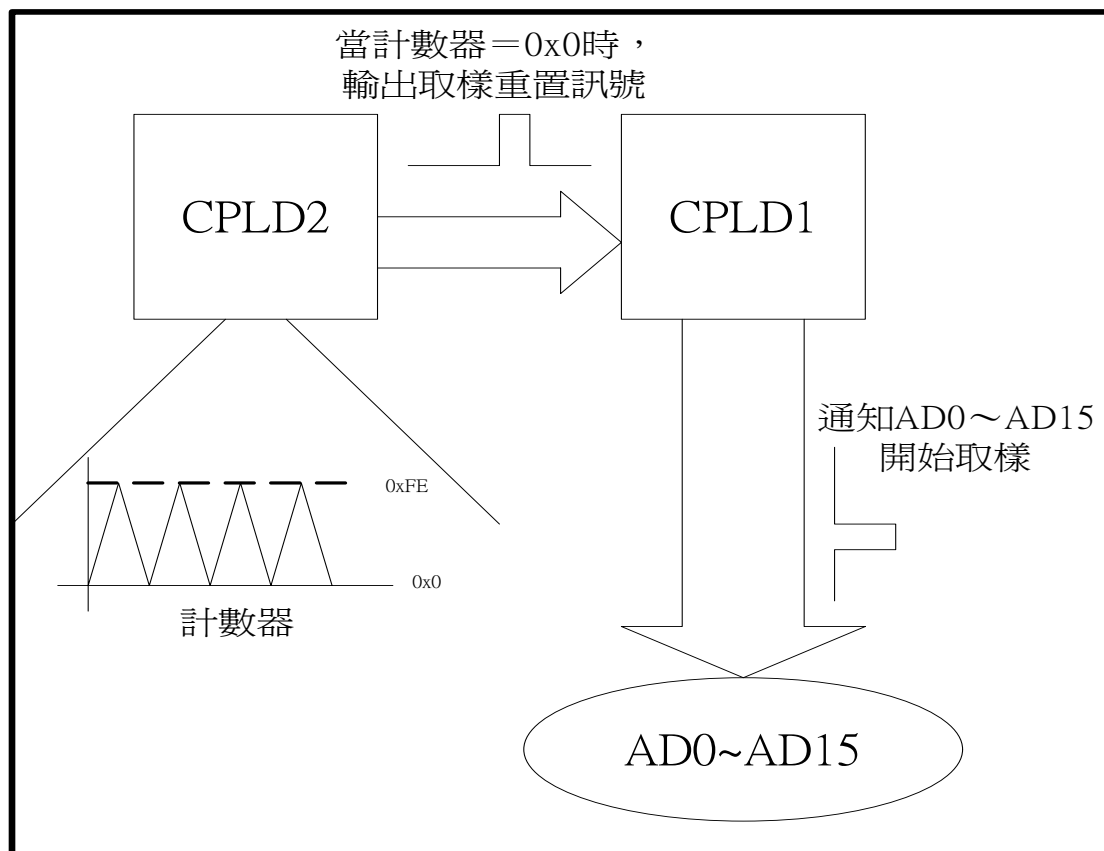 當計數器＝0x0時，
輸出取樣重置訊號
CPLD2
CPLD1
通知AD0～AD15
開始取樣
0xFE
0x0
計數器
AD0~AD15